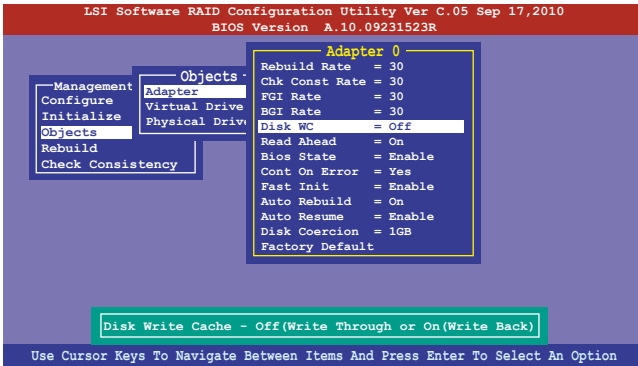 LSI Software RAID Configuration Utility Ver C.05 Sep 17,2010
BIOS Version A.10.09231523R
Management
Configure
Initialize
Objects
Rebuild
Check Consistency
Objects
Adapter
Virtual Drive
Physical Drive
Adapter 0
Rebuild Rate = 30
Chk Const Rate = 30
FGI Rate = 30
BGI Rate = 30
Disk WC = Off
Read Ahead = On
Bios State = Enable
Cont On Error = Yes
Fast Init = Enable
Auto Rebuild = On
Auto Resume = Enable
Disk Coercion = 1GB
Factory Default
Disk Write Cache - Off(Write Through or On(Write Back)
Use Cursor Keys To Navigate Between Items And Press Enter To Select An Option